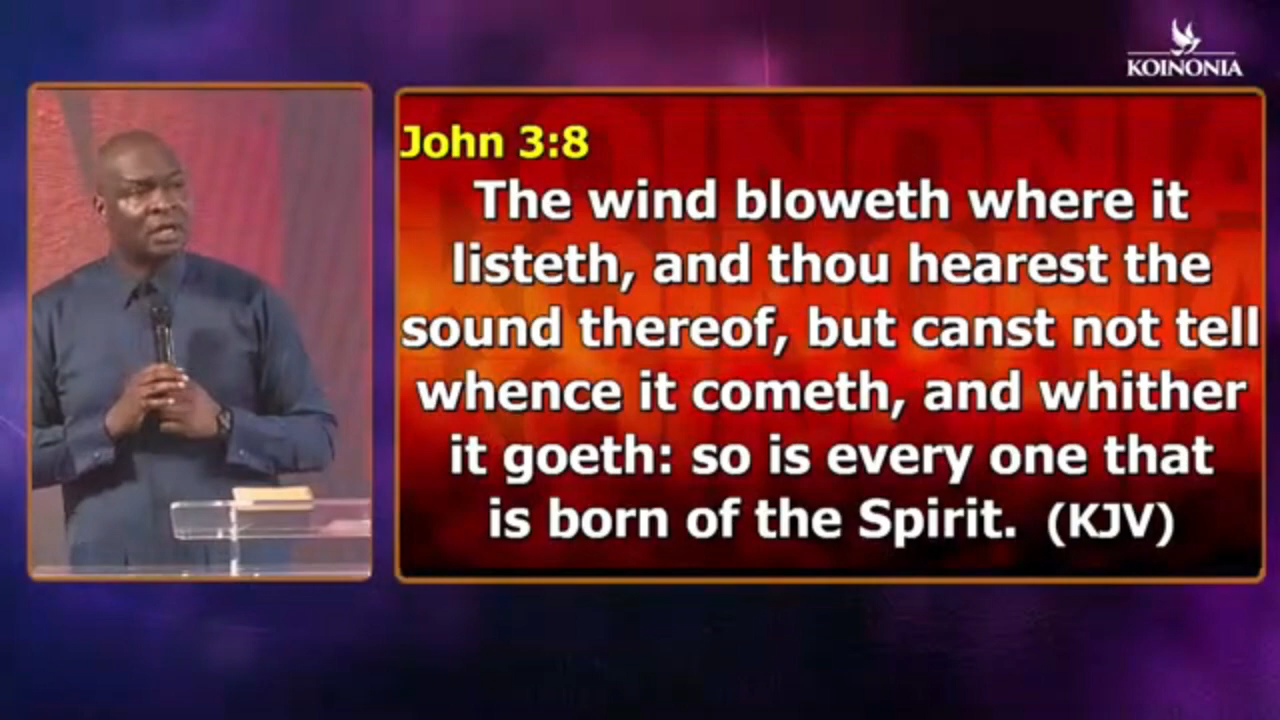 KOINONIA
John 3:8
The wind bloweth where it
listeth, and thou hearest the
sound thereof, but canst not tell
whence it cometh, and whither
it goeth: so is every one that
is born of the Spirit. (KJV)